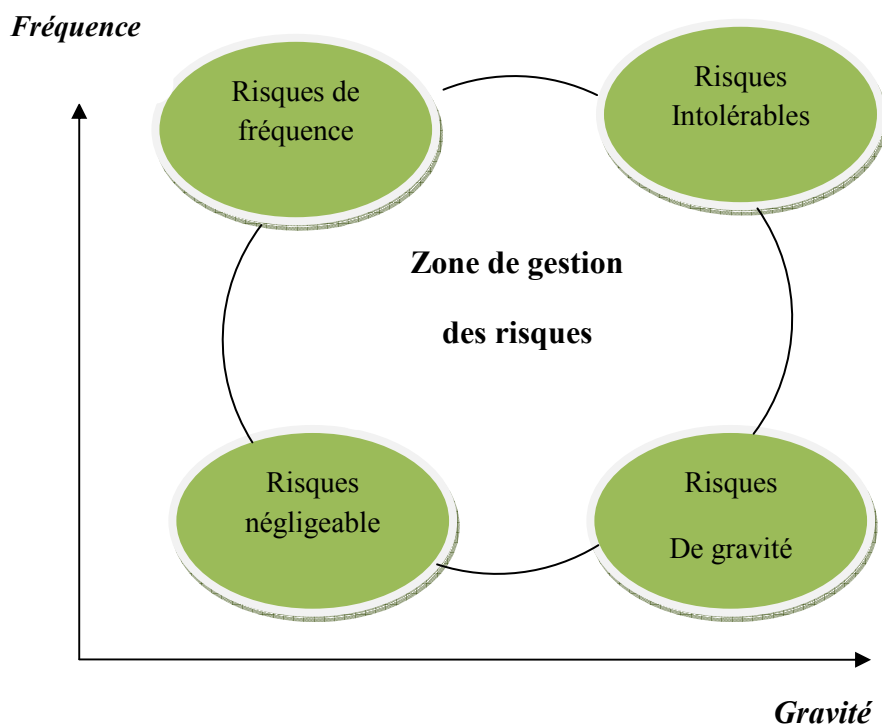 Fréquence
Risques de
fréquence
Risques
Intolérables
Zone de gestion
des risques
Risques
négligeable
Risques
De gravité
Gravité